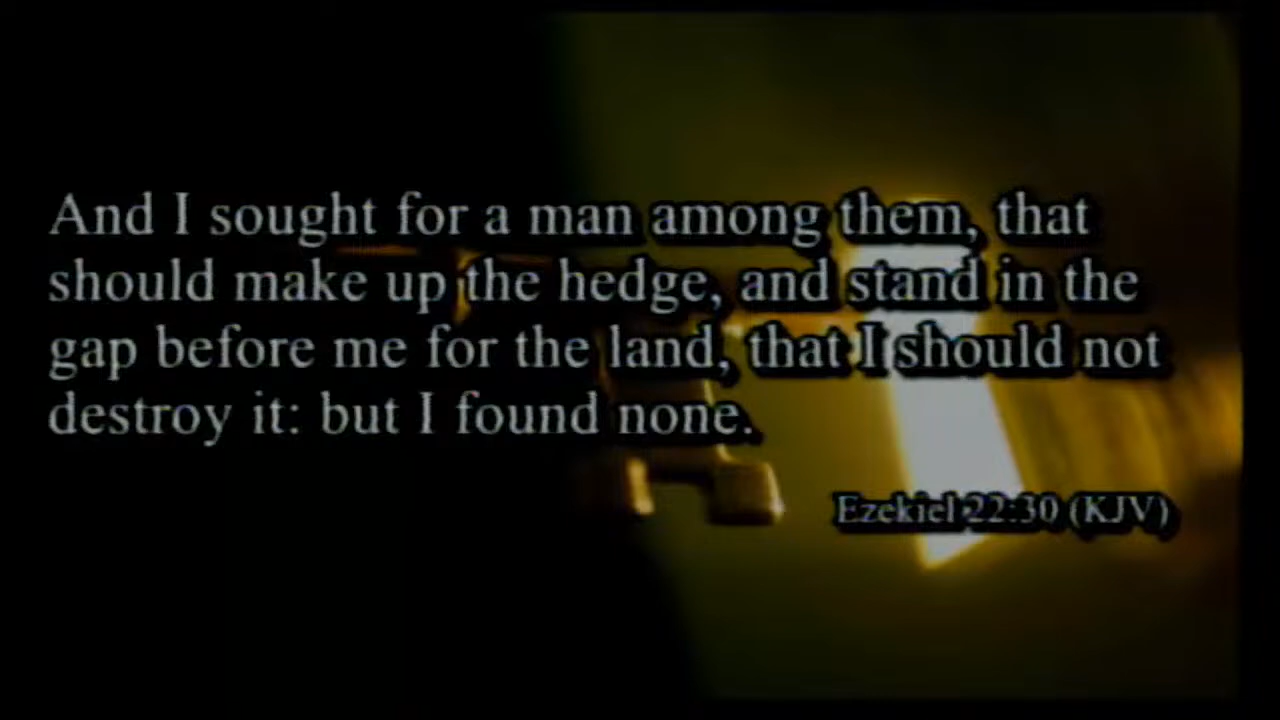 And I sought for a man among them, that
should make up the hedge, and stand in the
gap before me for the land, that I should not
destroy it: but I found none.
Ezekiel 22:30 (KJV)